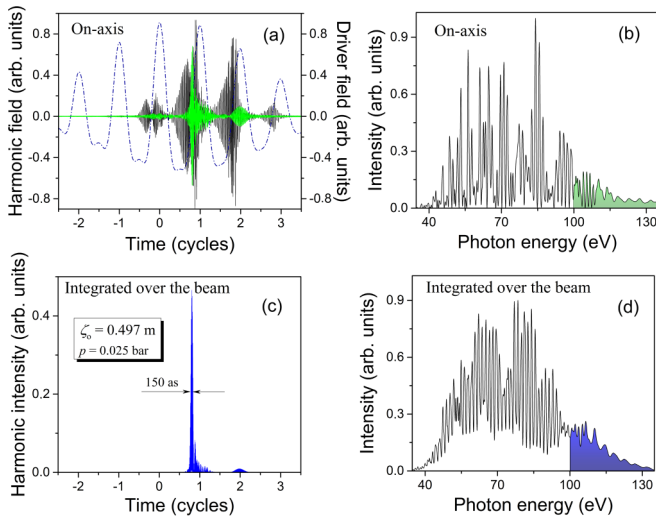 On-axis
(a)
Harmonic field (arb. units)
0.8
0.4
0.0
-0.4
-0.8
0.8
0.4
0.0
-0.4
-0.8
Driver field (arb. units)
-2 -1 0 1 2 3
Time (cycles)
On-axis
(b)
Intensity (arb. units)
0.9
0.6
0.3
0.0
40 70 100 130
Photon energy (eV)
Integrated over the beam
(c)
Harmonic intensity (arb. units)
0.4
0.2
0.0
ζo = 0.497 m
p = 0.025 bar
150 as
-2 -1 0 1 2 3
Time (cycles)
Integrated over the beam
(d)
Intensity (arb. units)
0.9
0.6
0.3
0.0
40 70 100 130
Photon energy (eV)